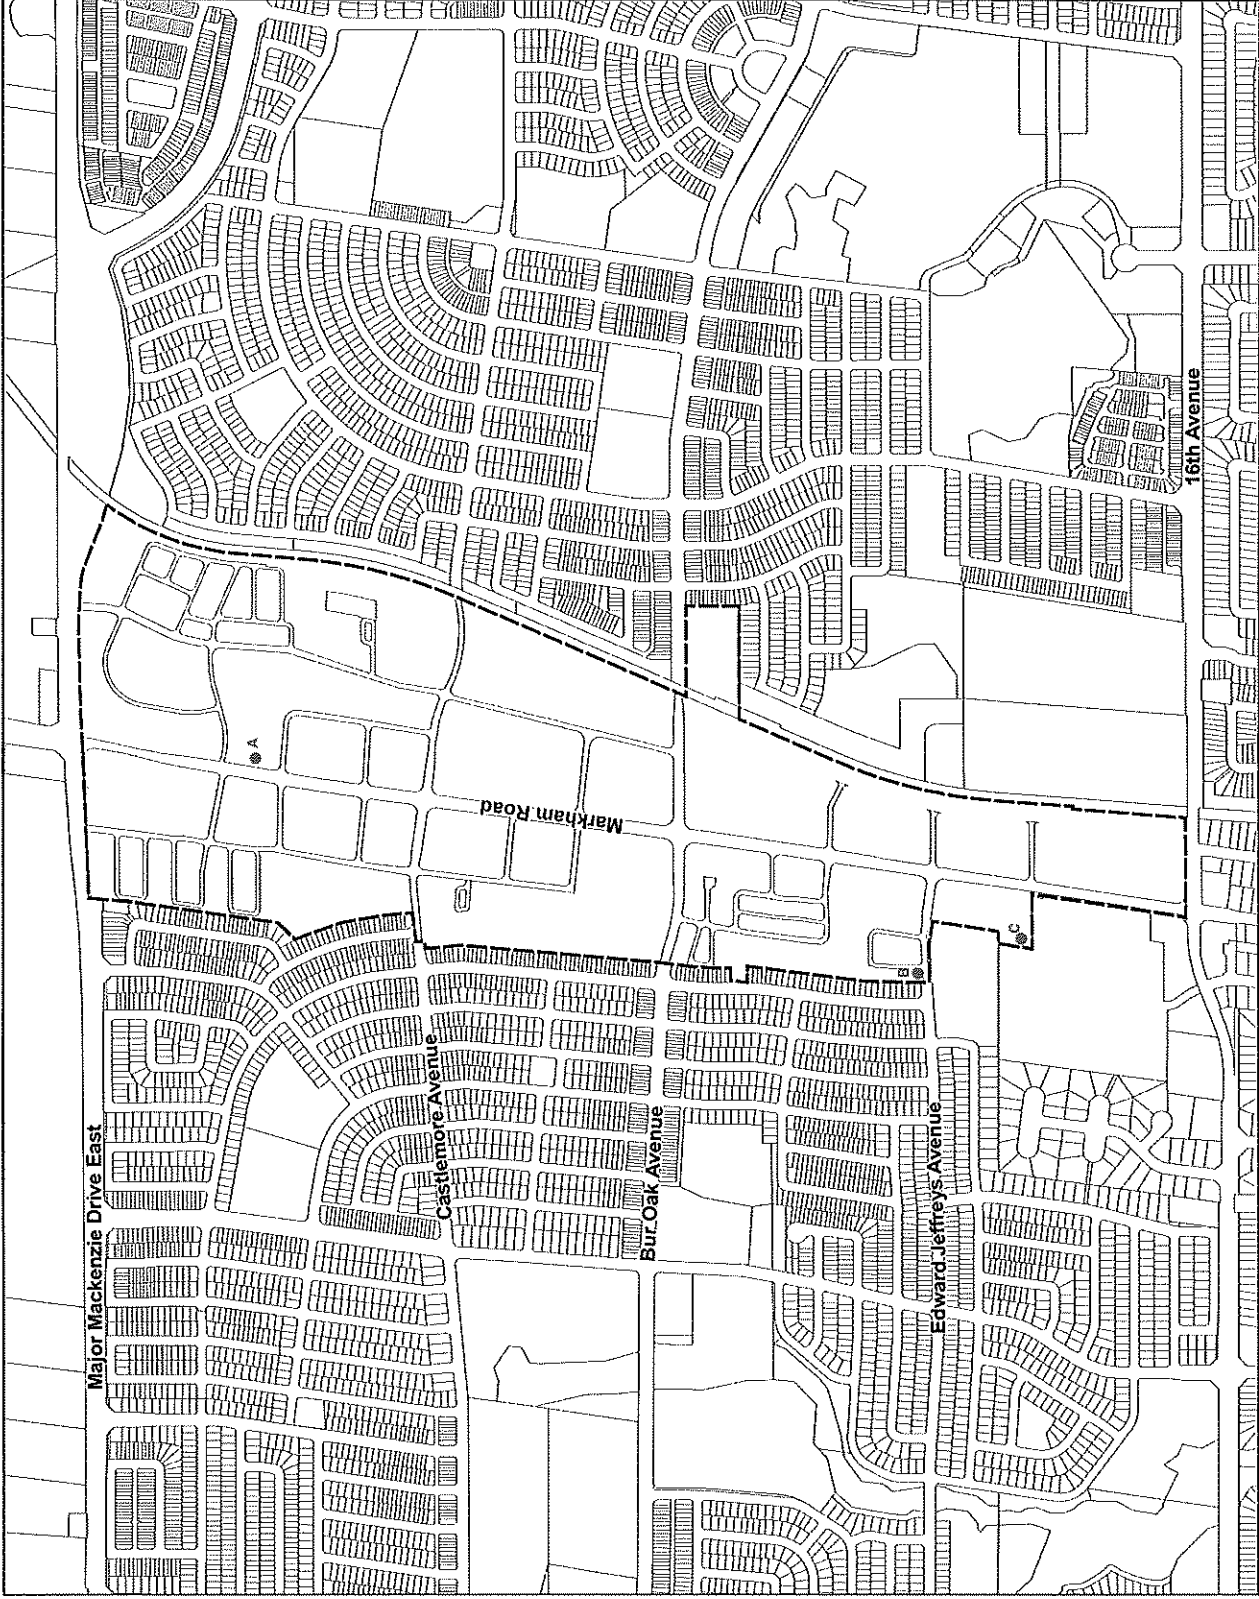 Major Mackenzie Drive East
Castlemore Avenue
Bur Oak Avenue
Edward Jeffreys Avenue
16th Avenue
Markham Road
A
B
C